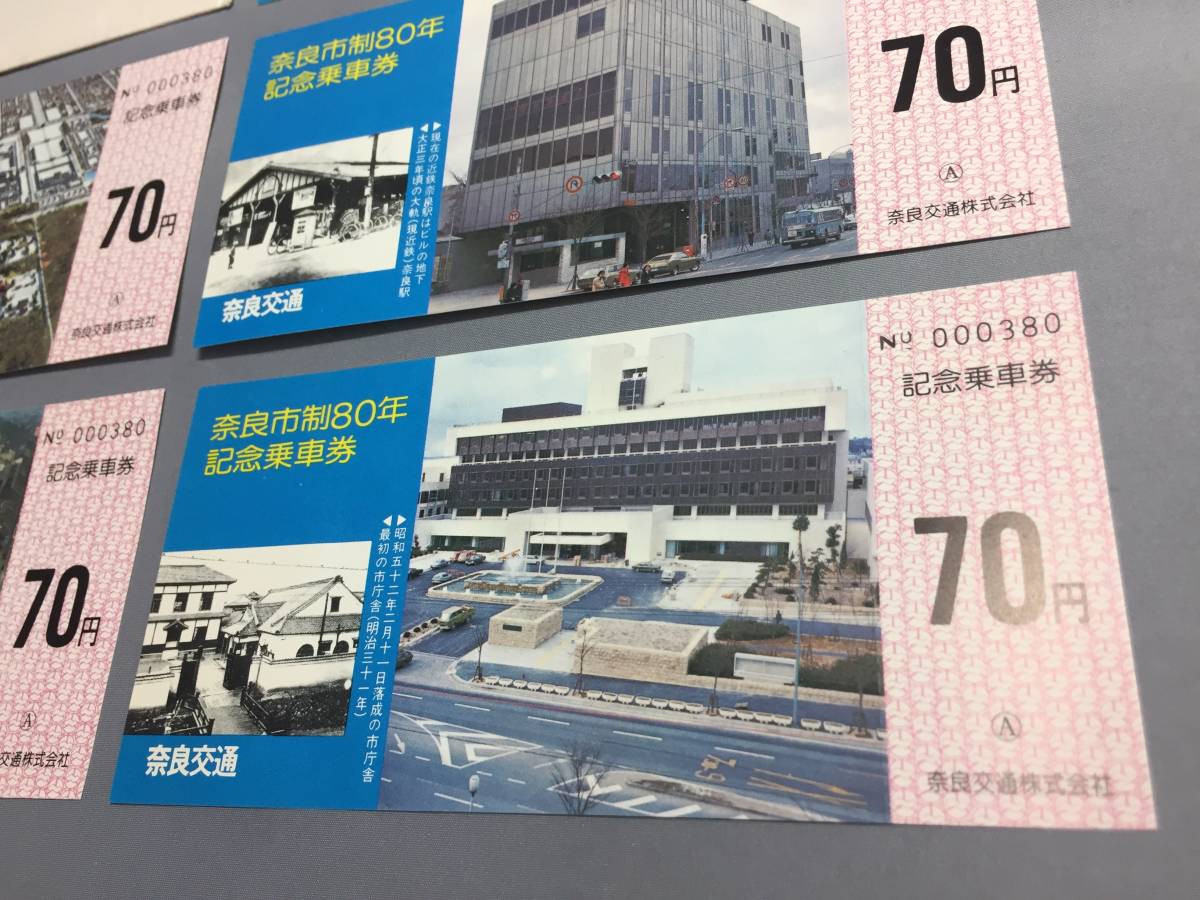 Nº 000380
記念乗車券
70円
Ⓐ
奈良交通株式会社
奈良市制80年
記念乗車券
▶現在の近鉄奈良駅はビルの地下
◀大正三年頃の大軌(現近鉄)奈良駅
奈良交通
70円
Ⓐ
奈良交通株式会社
Nº 000380
記念乗車券
70円
Ⓐ
交通株式会社
奈良市制80年
記念乗車券
▶昭和五十二年二月十一日落成の市庁舎
◀最初の市庁舎(明治三十一年)
奈良交通
Nº 000380
記念乗車券
70円
Ⓐ
奈良交通株式会社